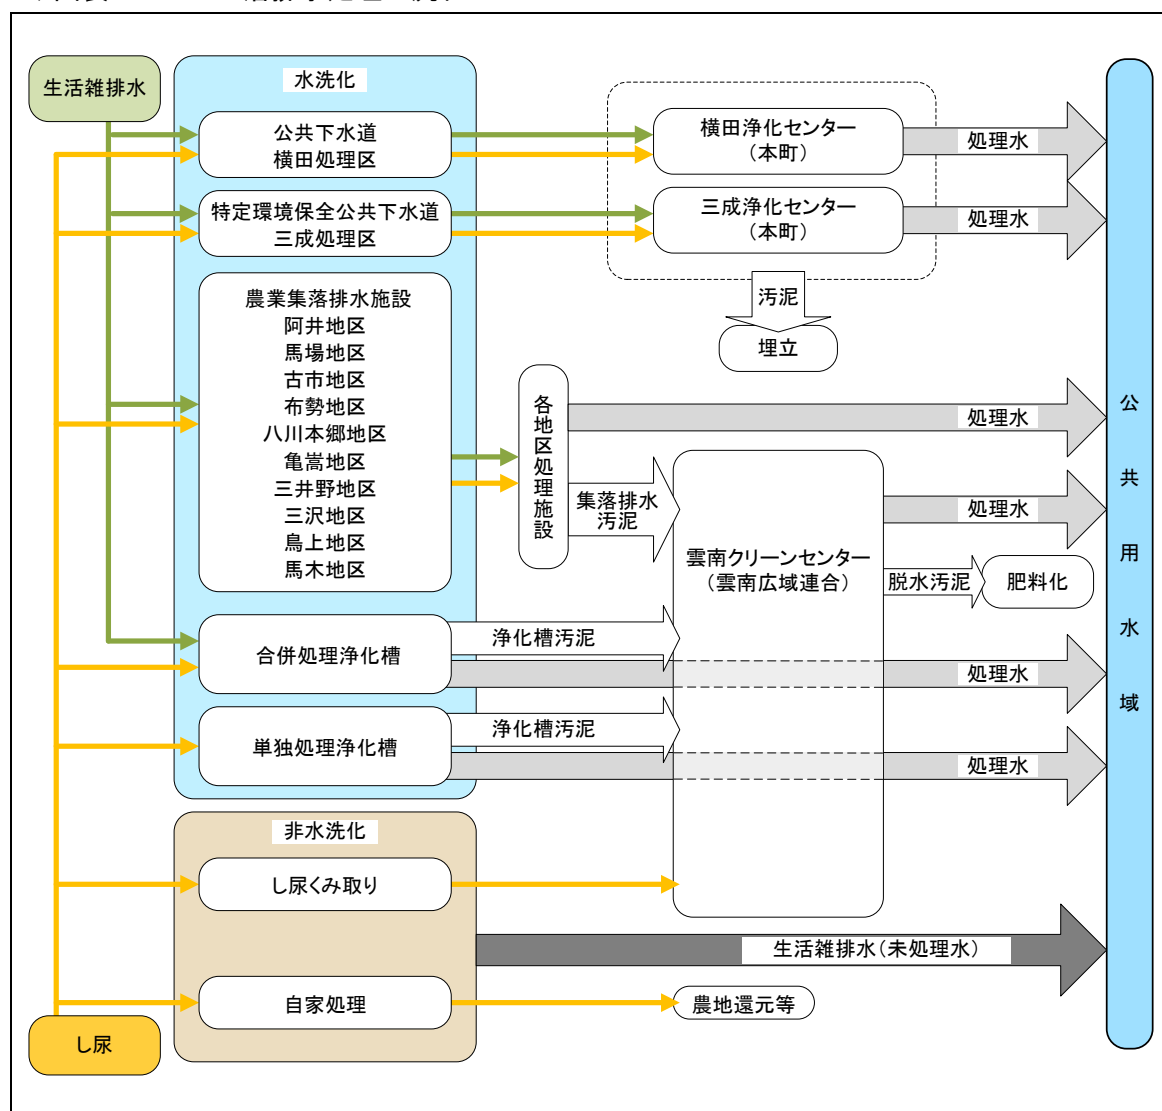 生活雑排水
水洗化
公共下水道
横田処理区
横田浄化センター
(本町)
処理水
特定環境保全公共下水道
三成処理区
三成浄化センター
(本町)
処理水
汚泥
埋立
農業集落排水施設
阿井地区
馬場地区
古市地区
布勢地区
八川本郷地区
亀嵩地区
三井野地区
三沢地区
鳥上地区
馬木地区
各地区処理施設
処理水
集落排水
汚泥
雲南クリーンセンター
(雲南広域連合)
処理水
脱水汚泥
肥料化
合併処理浄化槽
浄化槽汚泥
処理水
単独処理浄化槽
浄化槽汚泥
処理水
公共用水域
非水洗化
し尿くみ取り
生活雑排水(未処理水)
自家処理
農地還元等
し尿